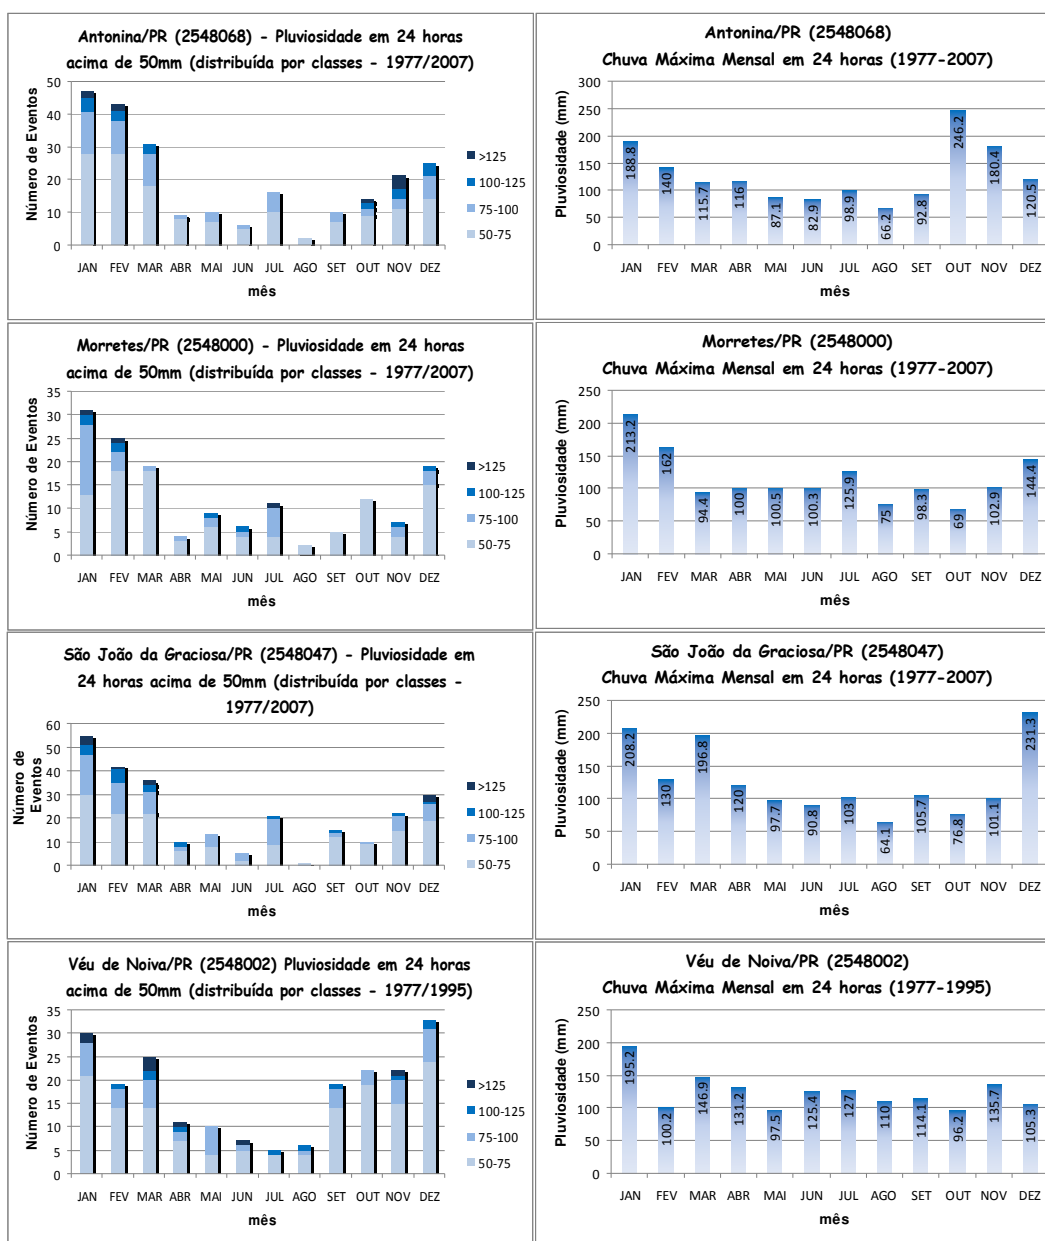 Antonina/PR (2548068) - Pluviosidade em 24 horas
acima de 50mm (distribuída por classes - 1977/2007)
Número de Eventos
50
40
30
20
10
0
JAN FEV MAR ABR MAI JUN JUL AGO SET OUT NOV DEZ
mês
>125
100-125
75-100
50-75
Antonina/PR (2548068)
Chuva Máxima Mensal em 24 horas (1977-2007)
Pluviosidade (mm)
300
250
200
150
100
50
0
188.8 140 115.7 116 87.1 82.9 98.9 66.2 92.8 246.2 180.4 120.5
JAN FEV MAR ABR MAI JUN JUL AGO SET OUT NOV DEZ
mês
Morretes/PR (2548000) - Pluviosidade em 24 horas
acima de 50mm (distribuída por classes - 1977/2007)
Número de Eventos
35
30
25
20
15
10
5
0
JAN FEV MAR ABR MAI JUN JUL AGO SET OUT NOV DEZ
mês
>125
100-125
75-100
50-75
Morretes/PR (2548000)
Chuva Máxima Mensal em 24 horas (1977-2007)
Pluviosidade (mm)
250
200
150
100
50
0
213.2 162 94.4 100 100.5 100.3 125.9 75 98.3 69 102.9 144.4
JAN FEV MAR ABR MAI JUN JUL AGO SET OUT NOV DEZ
mês
São João da Graciosa/PR (2548047) - Pluviosidade em
24 horas acima de 50mm (distribuída por classes -
1977/2007)
Número de
Eventos
60
50
40
30
20
10
0
JAN FEV MAR ABR MAI JUN JUL AGO SET OUT NOV DEZ
mês
>125
100-125
75-100
50-75
São João da Graciosa/PR (2548047)
Chuva Máxima Mensal em 24 horas (1977-2007)
Pluviosidade (mm)
250
200
150
100
50
0
208.2 130 196.8 120 97.7 90.8 103 64.1 105.7 76.8 101.1 231.3
JAN FEV MAR ABR MAI JUN JUL AGO SET OUT NOV DEZ
mês
Véu de Noiva/PR (2548002) Pluviosidade em 24 horas
acima de 50mm (distribuída por classes - 1977/1995)
Número de Eventos
35
30
25
20
15
10
5
0
JAN FEV MAR ABR MAI JUN JUL AGO SET OUT NOV DEZ
mês
>125
100-125
75-100
50-75
Véu de Noiva/PR (2548002)
Chuva Máxima Mensal em 24 horas (1977-1995)
Pluviosidade (mm)
250
200
150
100
50
0
195.2 100.2 146.9 131.2 97.5 125.4 127 110 114.1 96.2 135.7 105.3
JAN FEV MAR ABR MAI JUN JUL AGO SET OUT NOV DEZ
mês